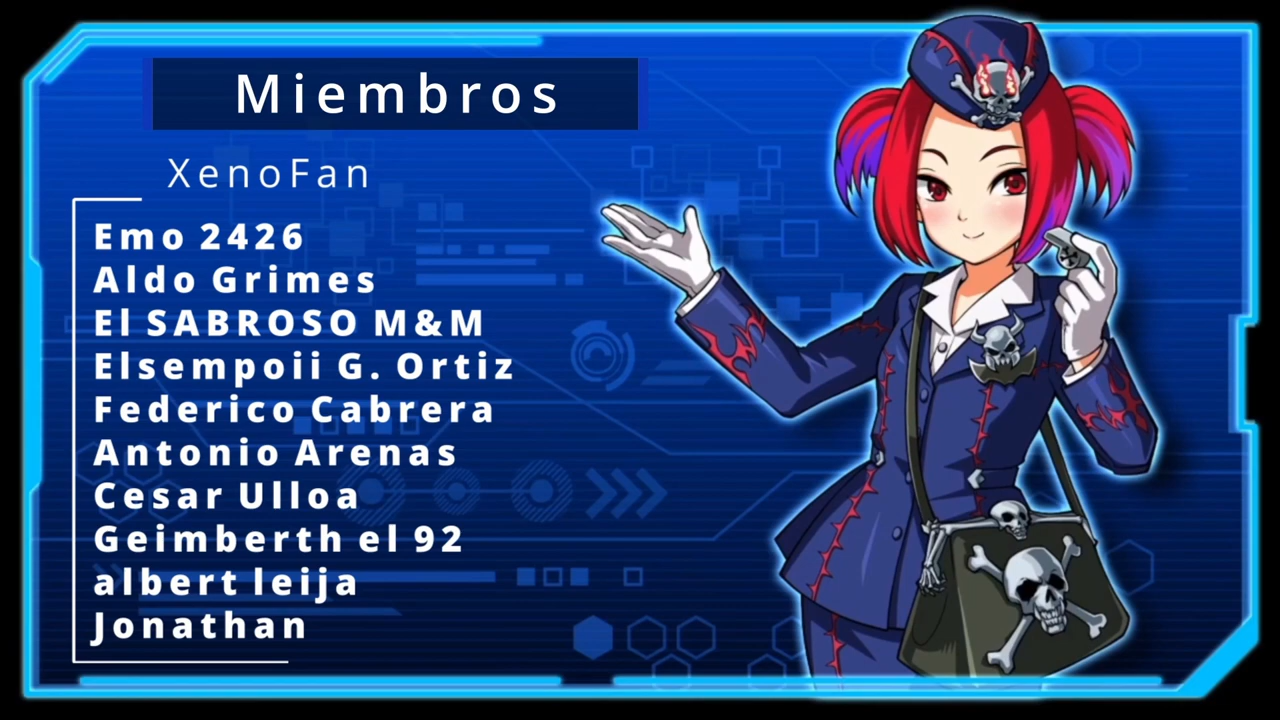 Miembros
XenoFan
Emo 2426
Aldo Grimes
El SABROSO M&M
Elsempoii G. Ortiz
Federico Cabrera
Antonio Arenas
Cesar Ulloa
Geimberth el 92
albert leija
Jonathan